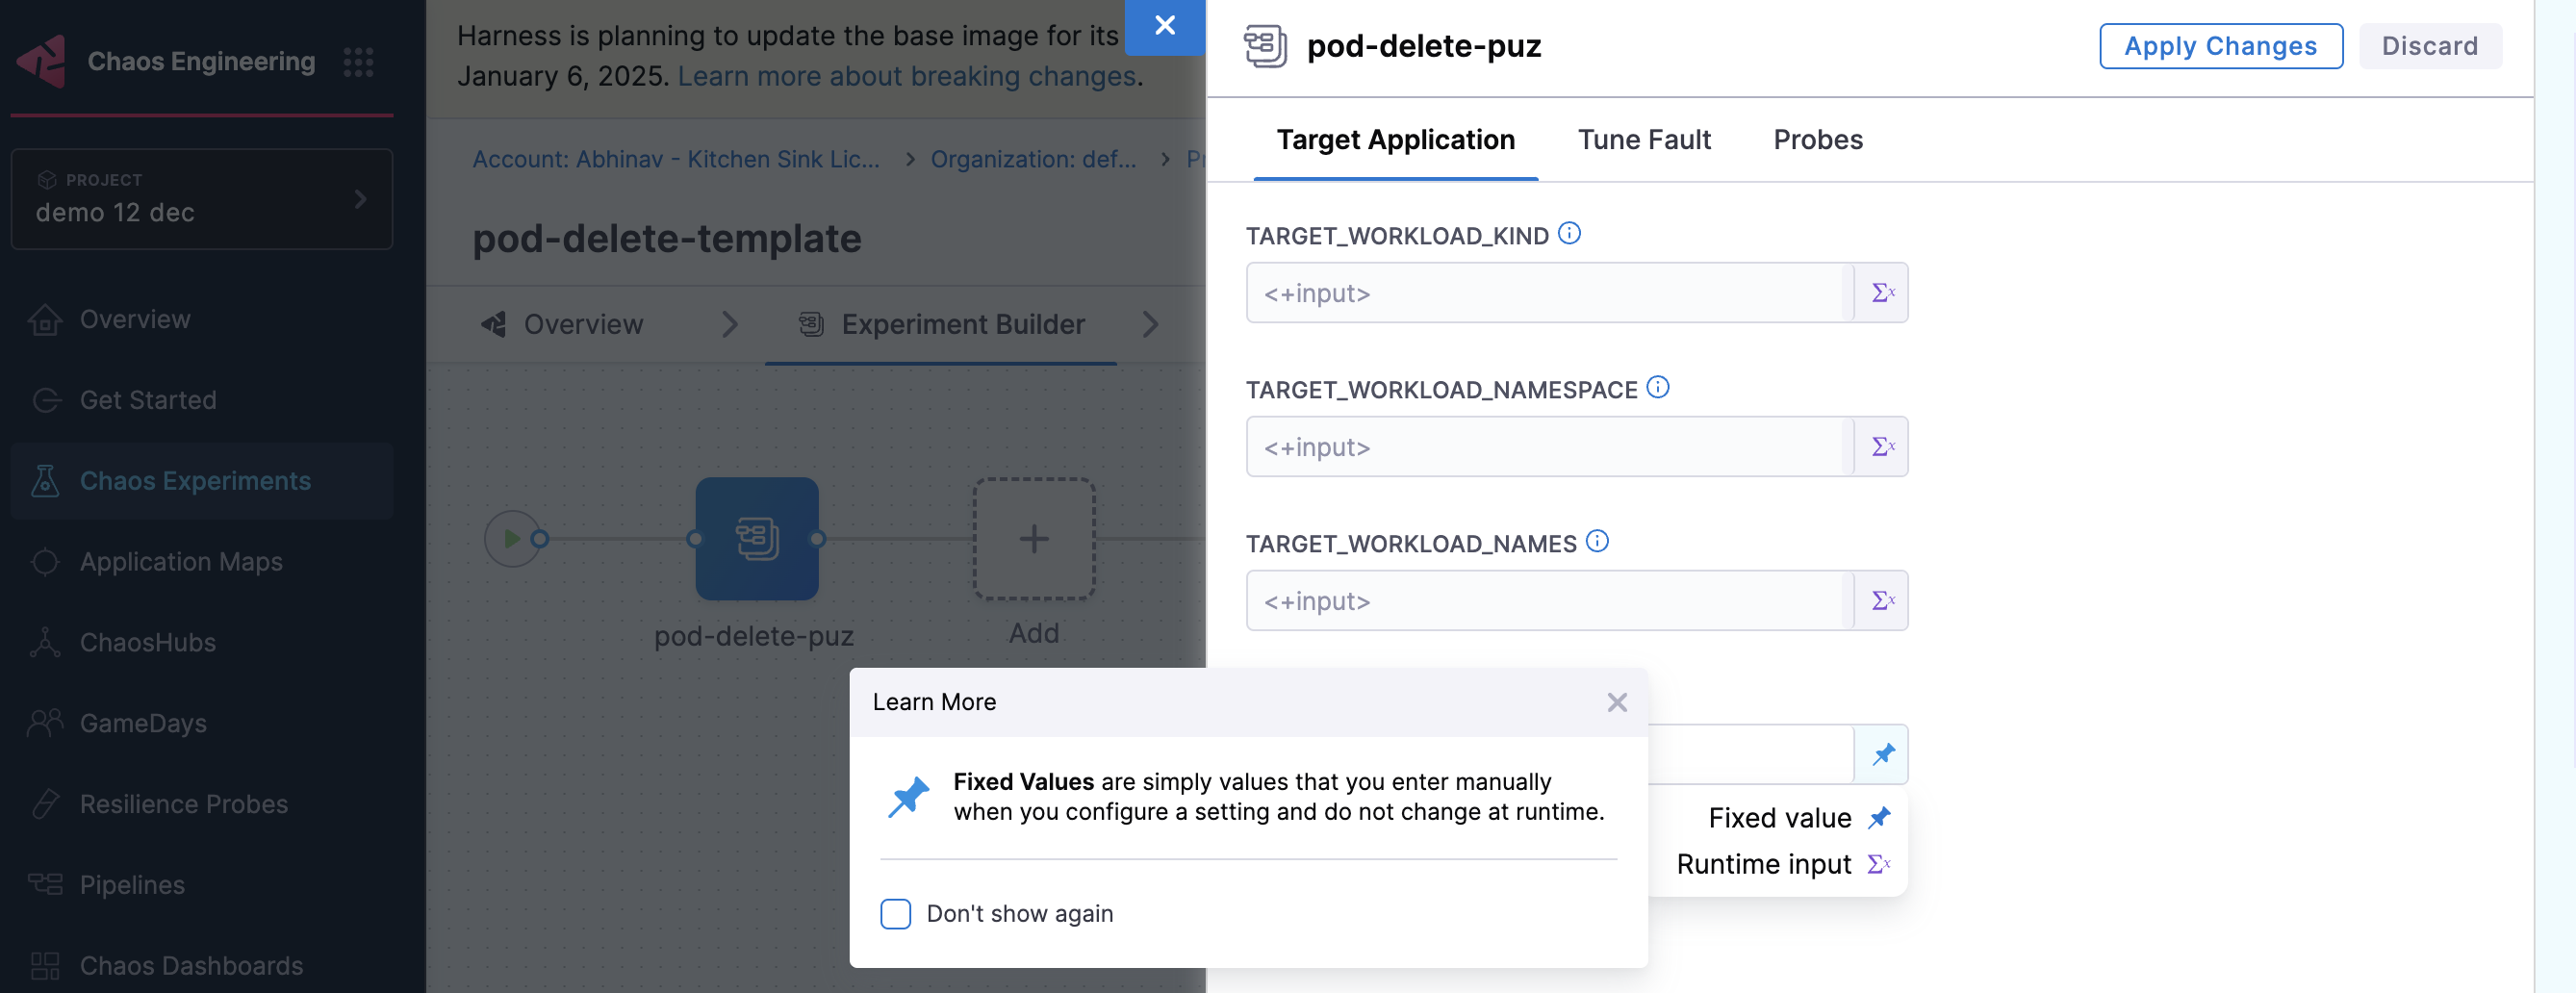 Chaos Engineering
PROJECT
demo 12 dec
Overview
Get Started
Chaos Experiments
Application Maps
ChaosHubs
GameDays
Resilience Probes
Pipelines
Chaos Dashboards
Harness is planning to update the base image for its
January 6, 2025. Learn more about breaking changes.
Account: Abhinav - Kitchen Sink Lic... > Organization: def... >
pod-delete-template
Overview
Experiment Builder
pod-delete-puz
Add
pod-delete-puz
Apply Changes
Discard
Target Application
Tune Fault
Probes
TARGET_WORKLOAD_KIND
<+input>
TARGET_WORKLOAD_NAMESPACE
<+input>
TARGET_WORKLOAD_NAMES
<+input>
Fixed value
Runtime input
Learn More
Fixed Values are simply values that you enter manually
when you configure a setting and do not change at runtime.
Don't show again